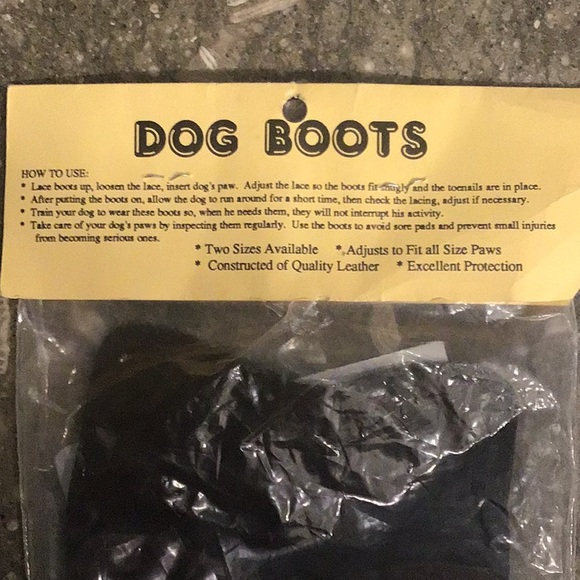 DOG BOOTS
HOW TO USE:
* Lace boots up, loosen the lace, insert dog's paw. Adjust the lace so the boots fit snugly and the toenails are in place.
* After putting the boots on, allow the dog to run around for a short time, then check the lacing, adjust if necessary.
* Train your dog to wear these boots so, when he needs them, they will not interrupt his activity.
* Take care of your dog's paws by inspecting them regularly. Use the boots to avoid sore pads and prevent small injuries
from becoming serious ones.
* Two Sizes Available * Adjusts to Fit all Size Paws
* Constructed of Quality Leather * Excellent Protection